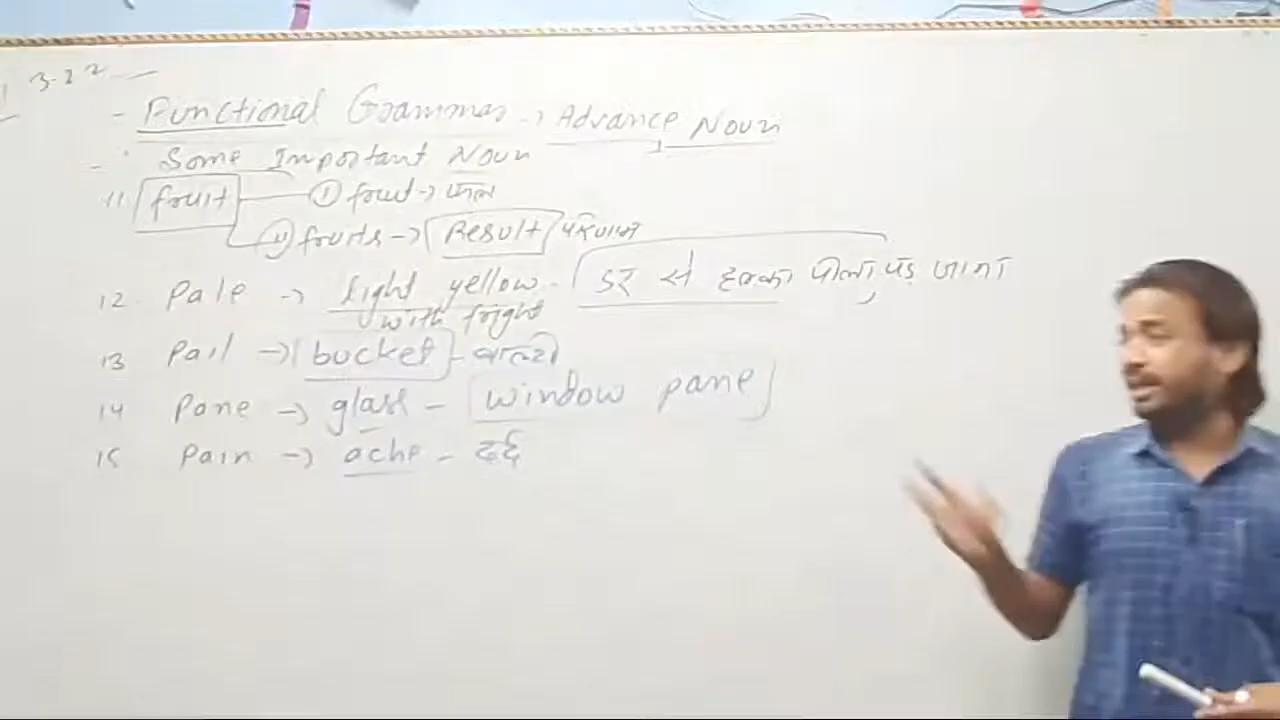 3-22
- Functional Grammar → Advance Noun
- Some Important Noun
11. fruit ① fruit → फल
② fruits → Result परिणाम
12. Pale → light yellow - डर से हल्का पीला पड़ जाना
with fright
13 Pail → bucket - बाल्टी
14 Pane → glass - window pane
15 Pain → ache - दर्द